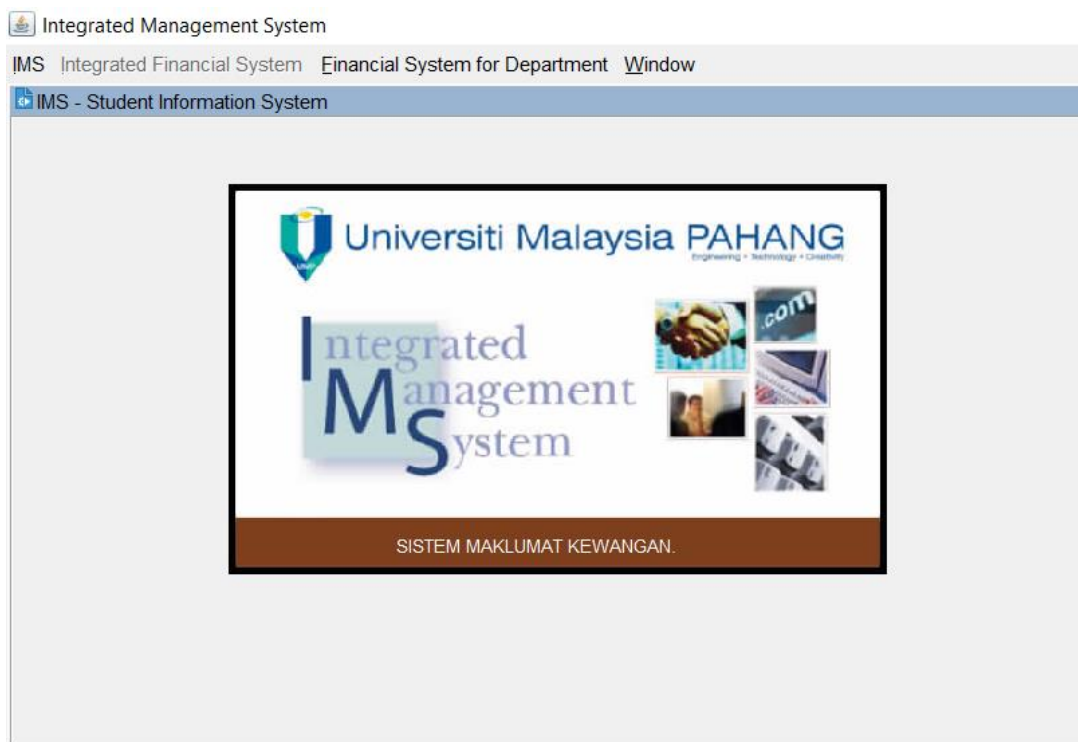 Integrated Management System
IMS Integrated Financial System Financial System for Department Window
IMS - Student Information System
UMP
Universiti Malaysia PAHANG
Engineering • Technology • Creativity
Integrated
Management
System
.com
SISTEM MAKLUMAT KEWANGAN.